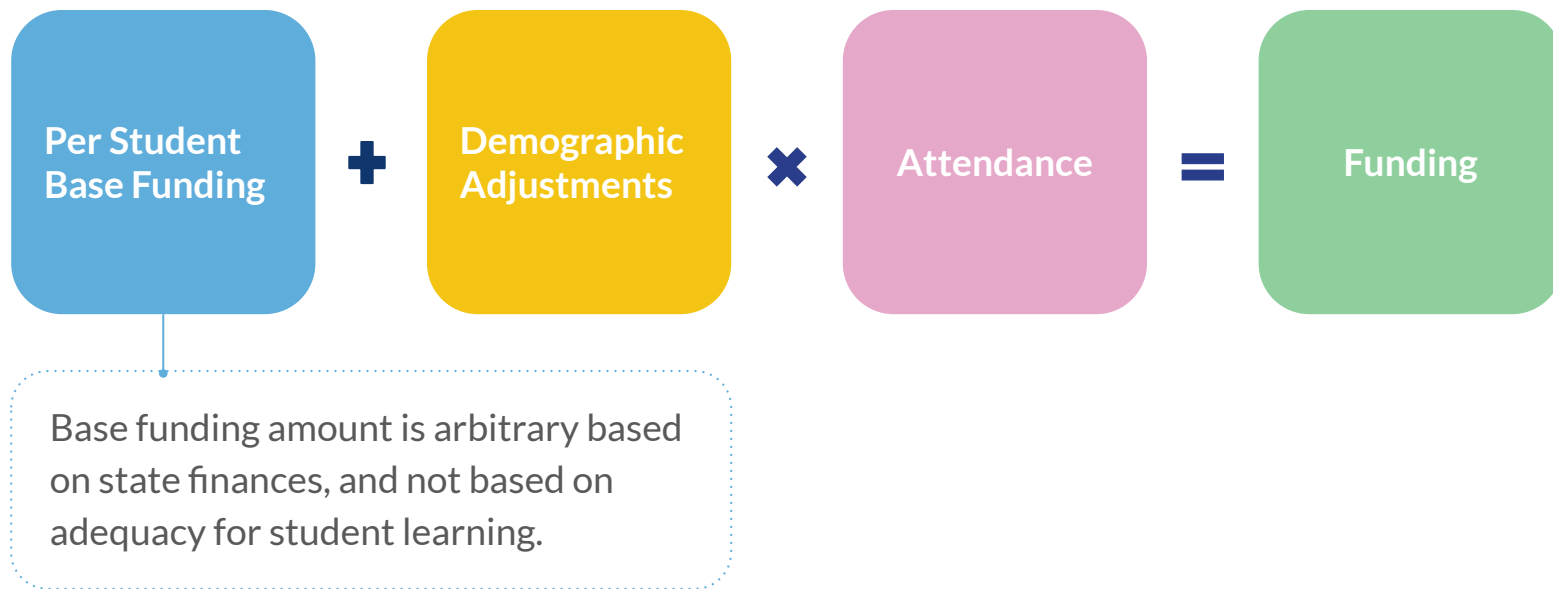 Per Student
Base Funding
Demographic
Adjustments
Attendance
Funding
Base funding amount is arbitrary based
on state finances, and not based on
adequacy for student learning.